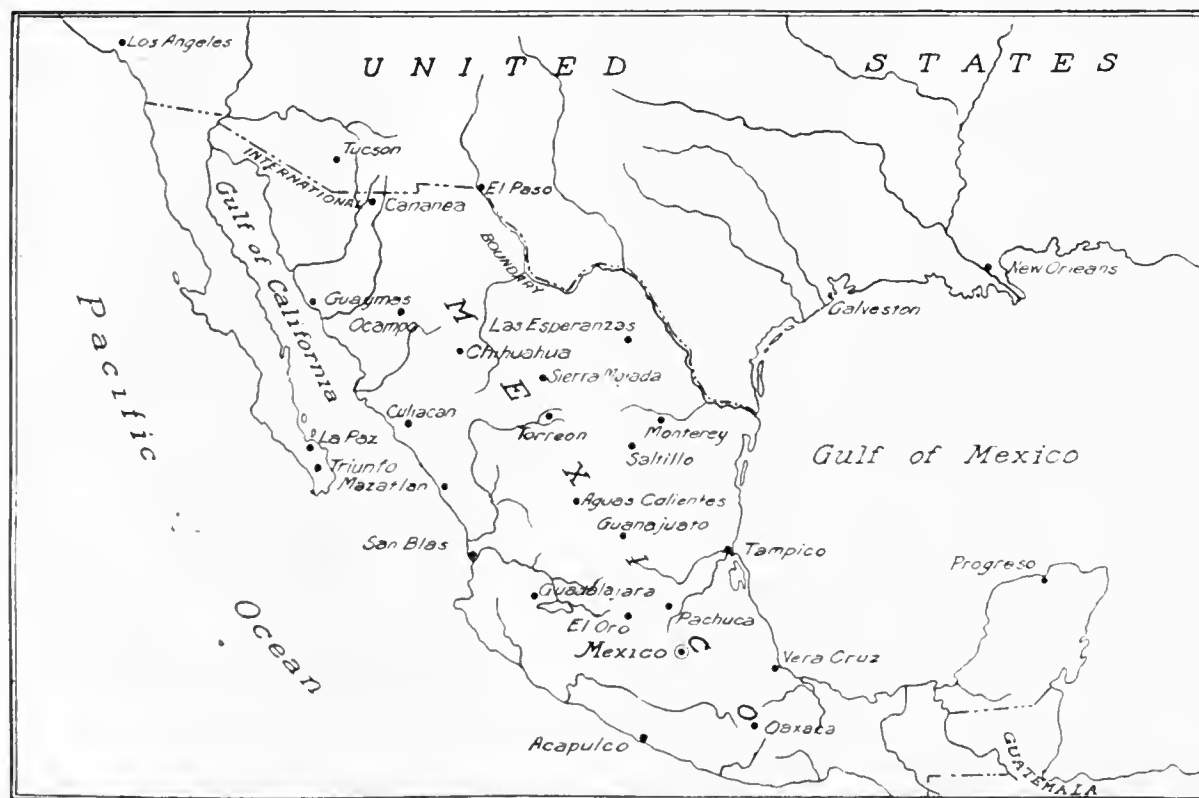 Los Angeles
UNITED STATES
Tucson
INTERNATIONAL
El Paso
Cananea
BOUNDARY
Gulf of California
New Orleans
Guaymas
Galveston
Ocampo
Las Esperanzas
Chihuahua
MEXICO
Sierra Mojada
Pacific Ocean
Culiacan
Torreon
Monterey
La Paz
Saltillo
Gulf of Mexico
Triunfo
Mazatlan
Aguas Calientes
Guanajuato
San Blas
Tampico
Progreso
Guadalajara
Pachuca
El Oro
Mexico
Vera Cruz
Oaxaca
Acapulco
GUATEMALA